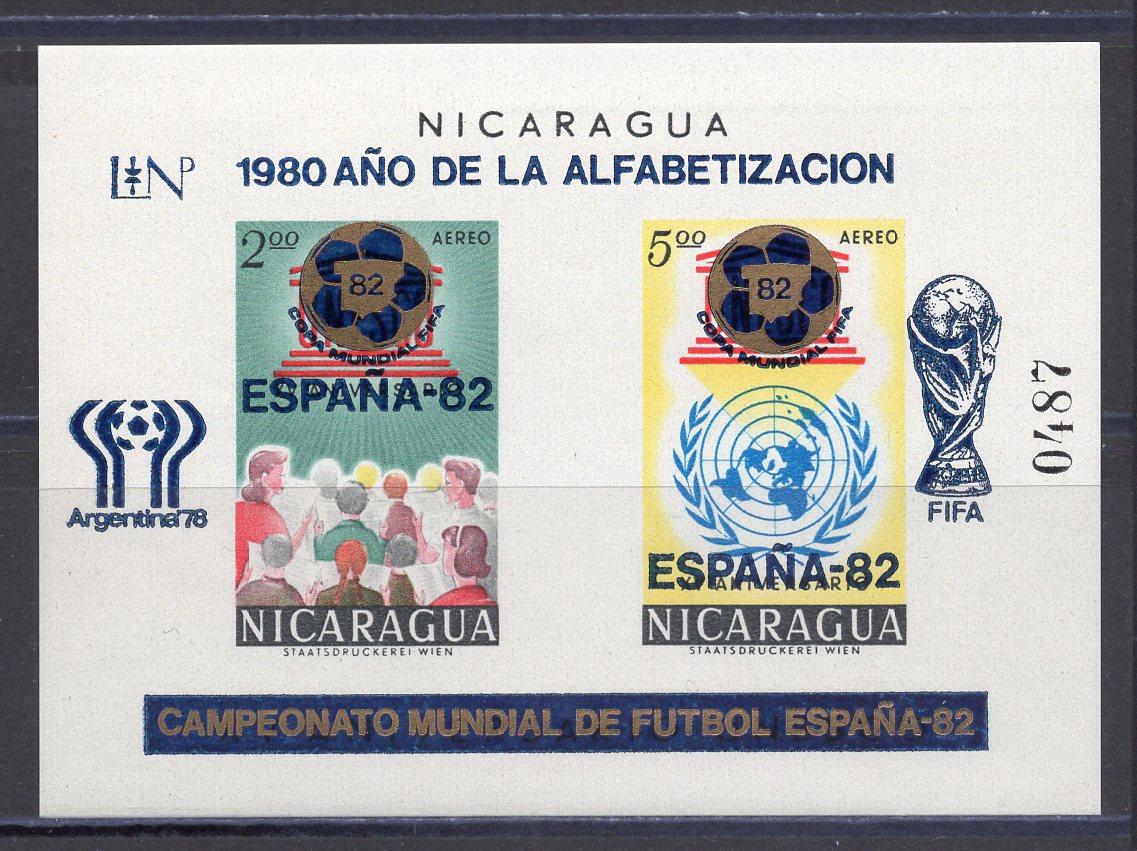 NICARAGUA
LNP
1980 AÑO DE LA ALFABETIZACION
2.00 AEREO
82
COPA MUNDIAL FIFA
ESPAÑA-82
NICARAGUA
STAATSDRUCKEREI WIEN
5.00 AEREO
82
COPA MUNDIAL FIFA
ESPAÑA-82
XV ANIVERSARIO
NICARAGUA
STAATSDRUCKEREI WIEN
Argentina'78
FIFA
0487
CAMPEONATO MUNDIAL DE FUTBOL ESPAÑA-82